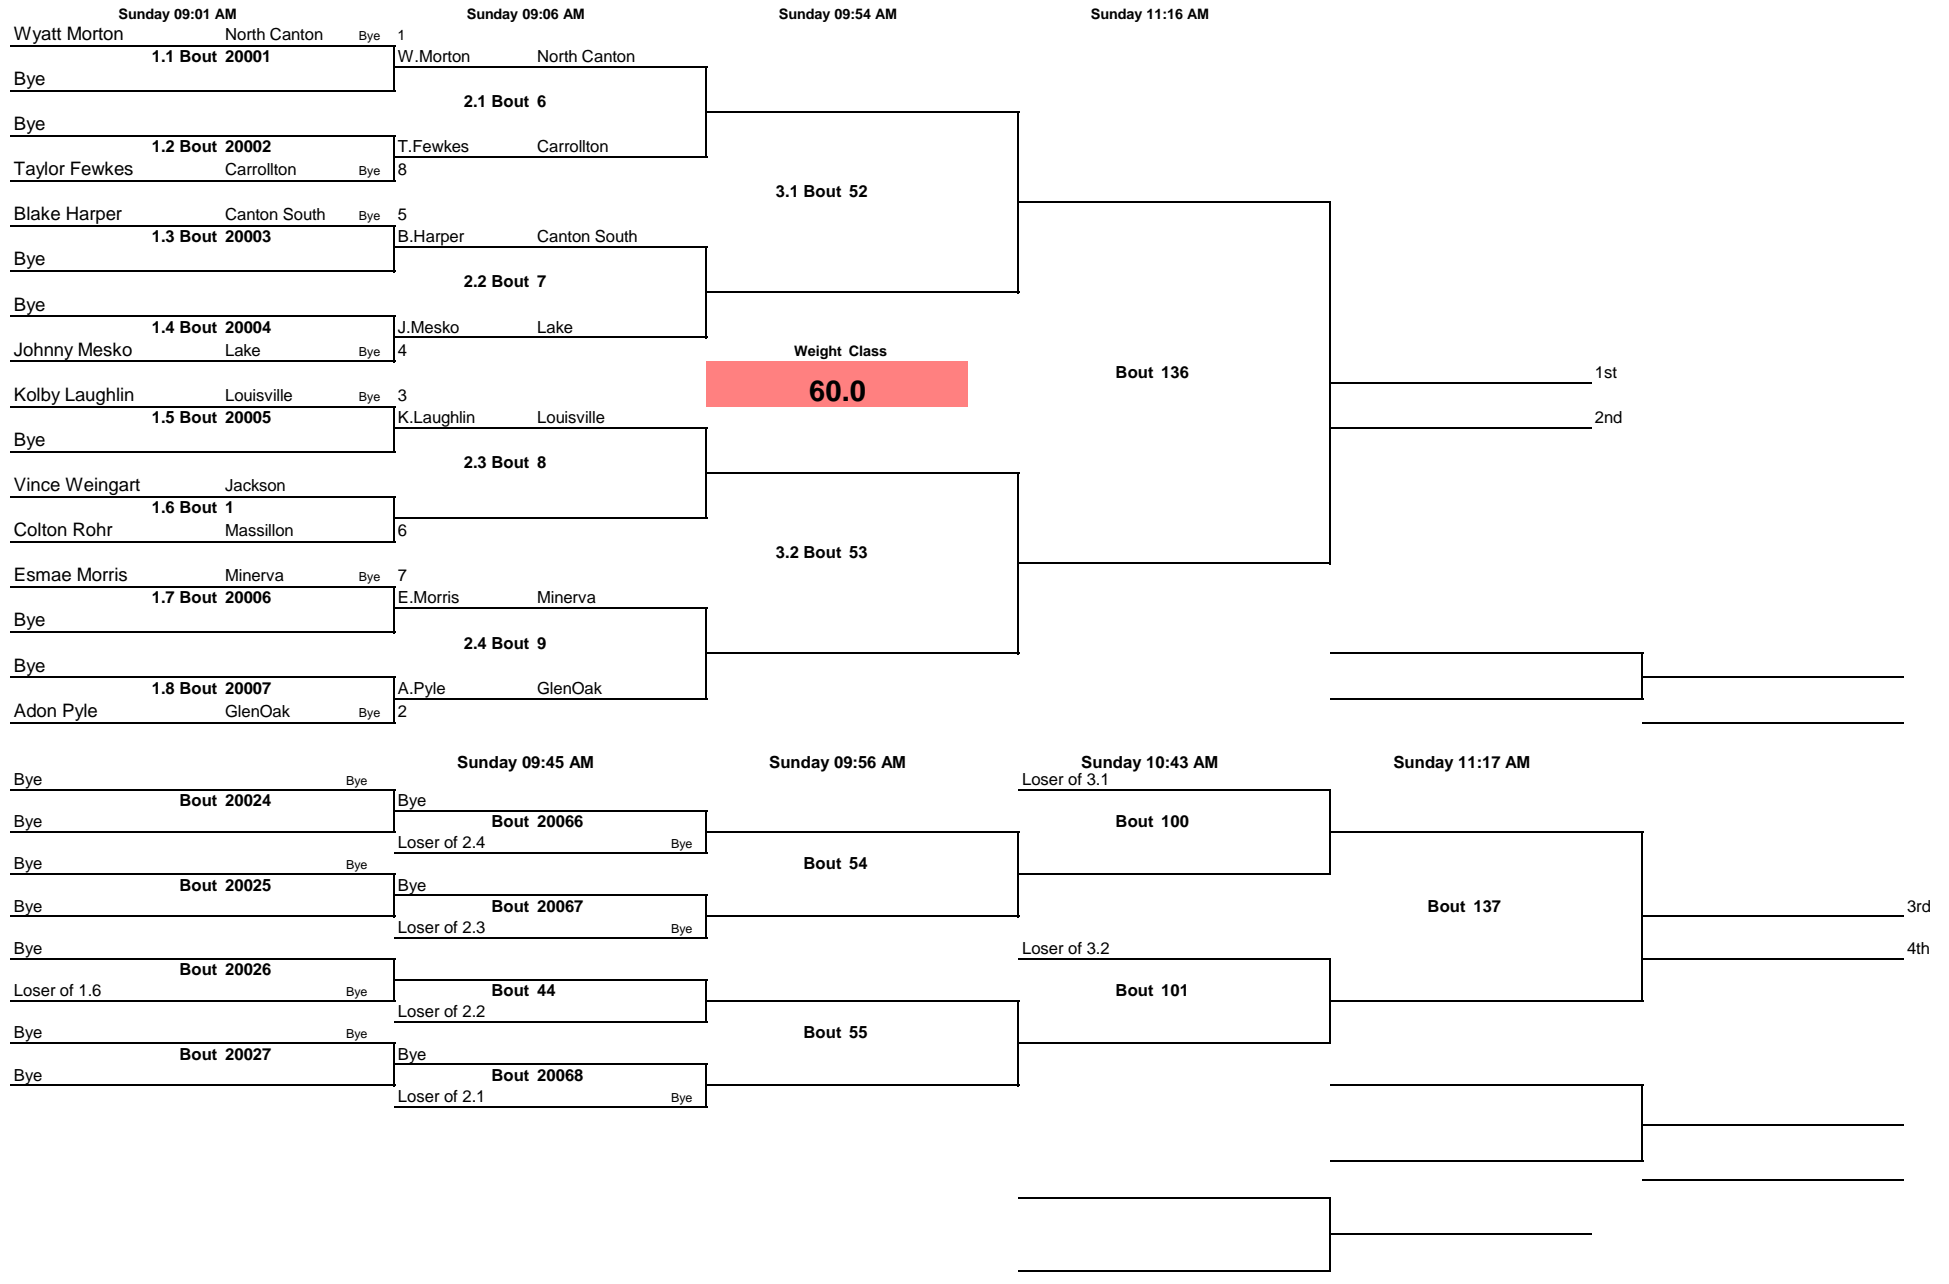 Sunday 09:01 AM Sunday 09:06 AM Sunday 09:54 AM Sunday 11:16 AM
Wyatt Morton North Canton Bye 1
1.1 Bout 20001 W.Morton North Canton
Bye
2.1 Bout 6
Bye
1.2 Bout 20002 T.Fewkes Carrollton
Taylor Fewkes Carrollton Bye 8
3.1 Bout 52
Blake Harper Canton South Bye 5
1.3 Bout 20003 B.Harper Canton South
Bye
2.2 Bout 7
Bye
1.4 Bout 20004 J.Mesko Lake
Johnny Mesko Lake Bye 4 Weight Class
Bout 136 1st
60.0
Kolby Laughlin Louisville Bye 3
1.5 Bout 20005 K.Laughlin Louisville 2nd
Bye
2.3 Bout 8
Vince Weingart Jackson
1.6 Bout 1
Colton Rohr Massillon 6
3.2 Bout 53
Esmae Morris Minerva Bye 7
1.7 Bout 20006 E.Morris Minerva
Bye
2.4 Bout 9
Bye
1.8 Bout 20007 A.Pyle GlenOak
Adon Pyle GlenOak Bye 2
Sunday 09:45 AM Sunday 09:56 AM Sunday 10:43 AM Sunday 11:17 AM
Bye Bye Loser of 3.1
Bout 20024 Bye
Bye Bout 20066 Bout 100
Loser of 2.4 Bye
Bye Bye Bout 54
Bout 20025 Bye
Bye Bout 20067 Bout 137 3rd
Loser of 2.3 Bye
Bye Loser of 3.2 4th
Bout 20026
Loser of 1.6 Bye Bout 44 Bout 101
Loser of 2.2
Bye Bye Bout 55
Bout 20027 Bye
Bye Bout 20068
Loser of 2.1 Bye